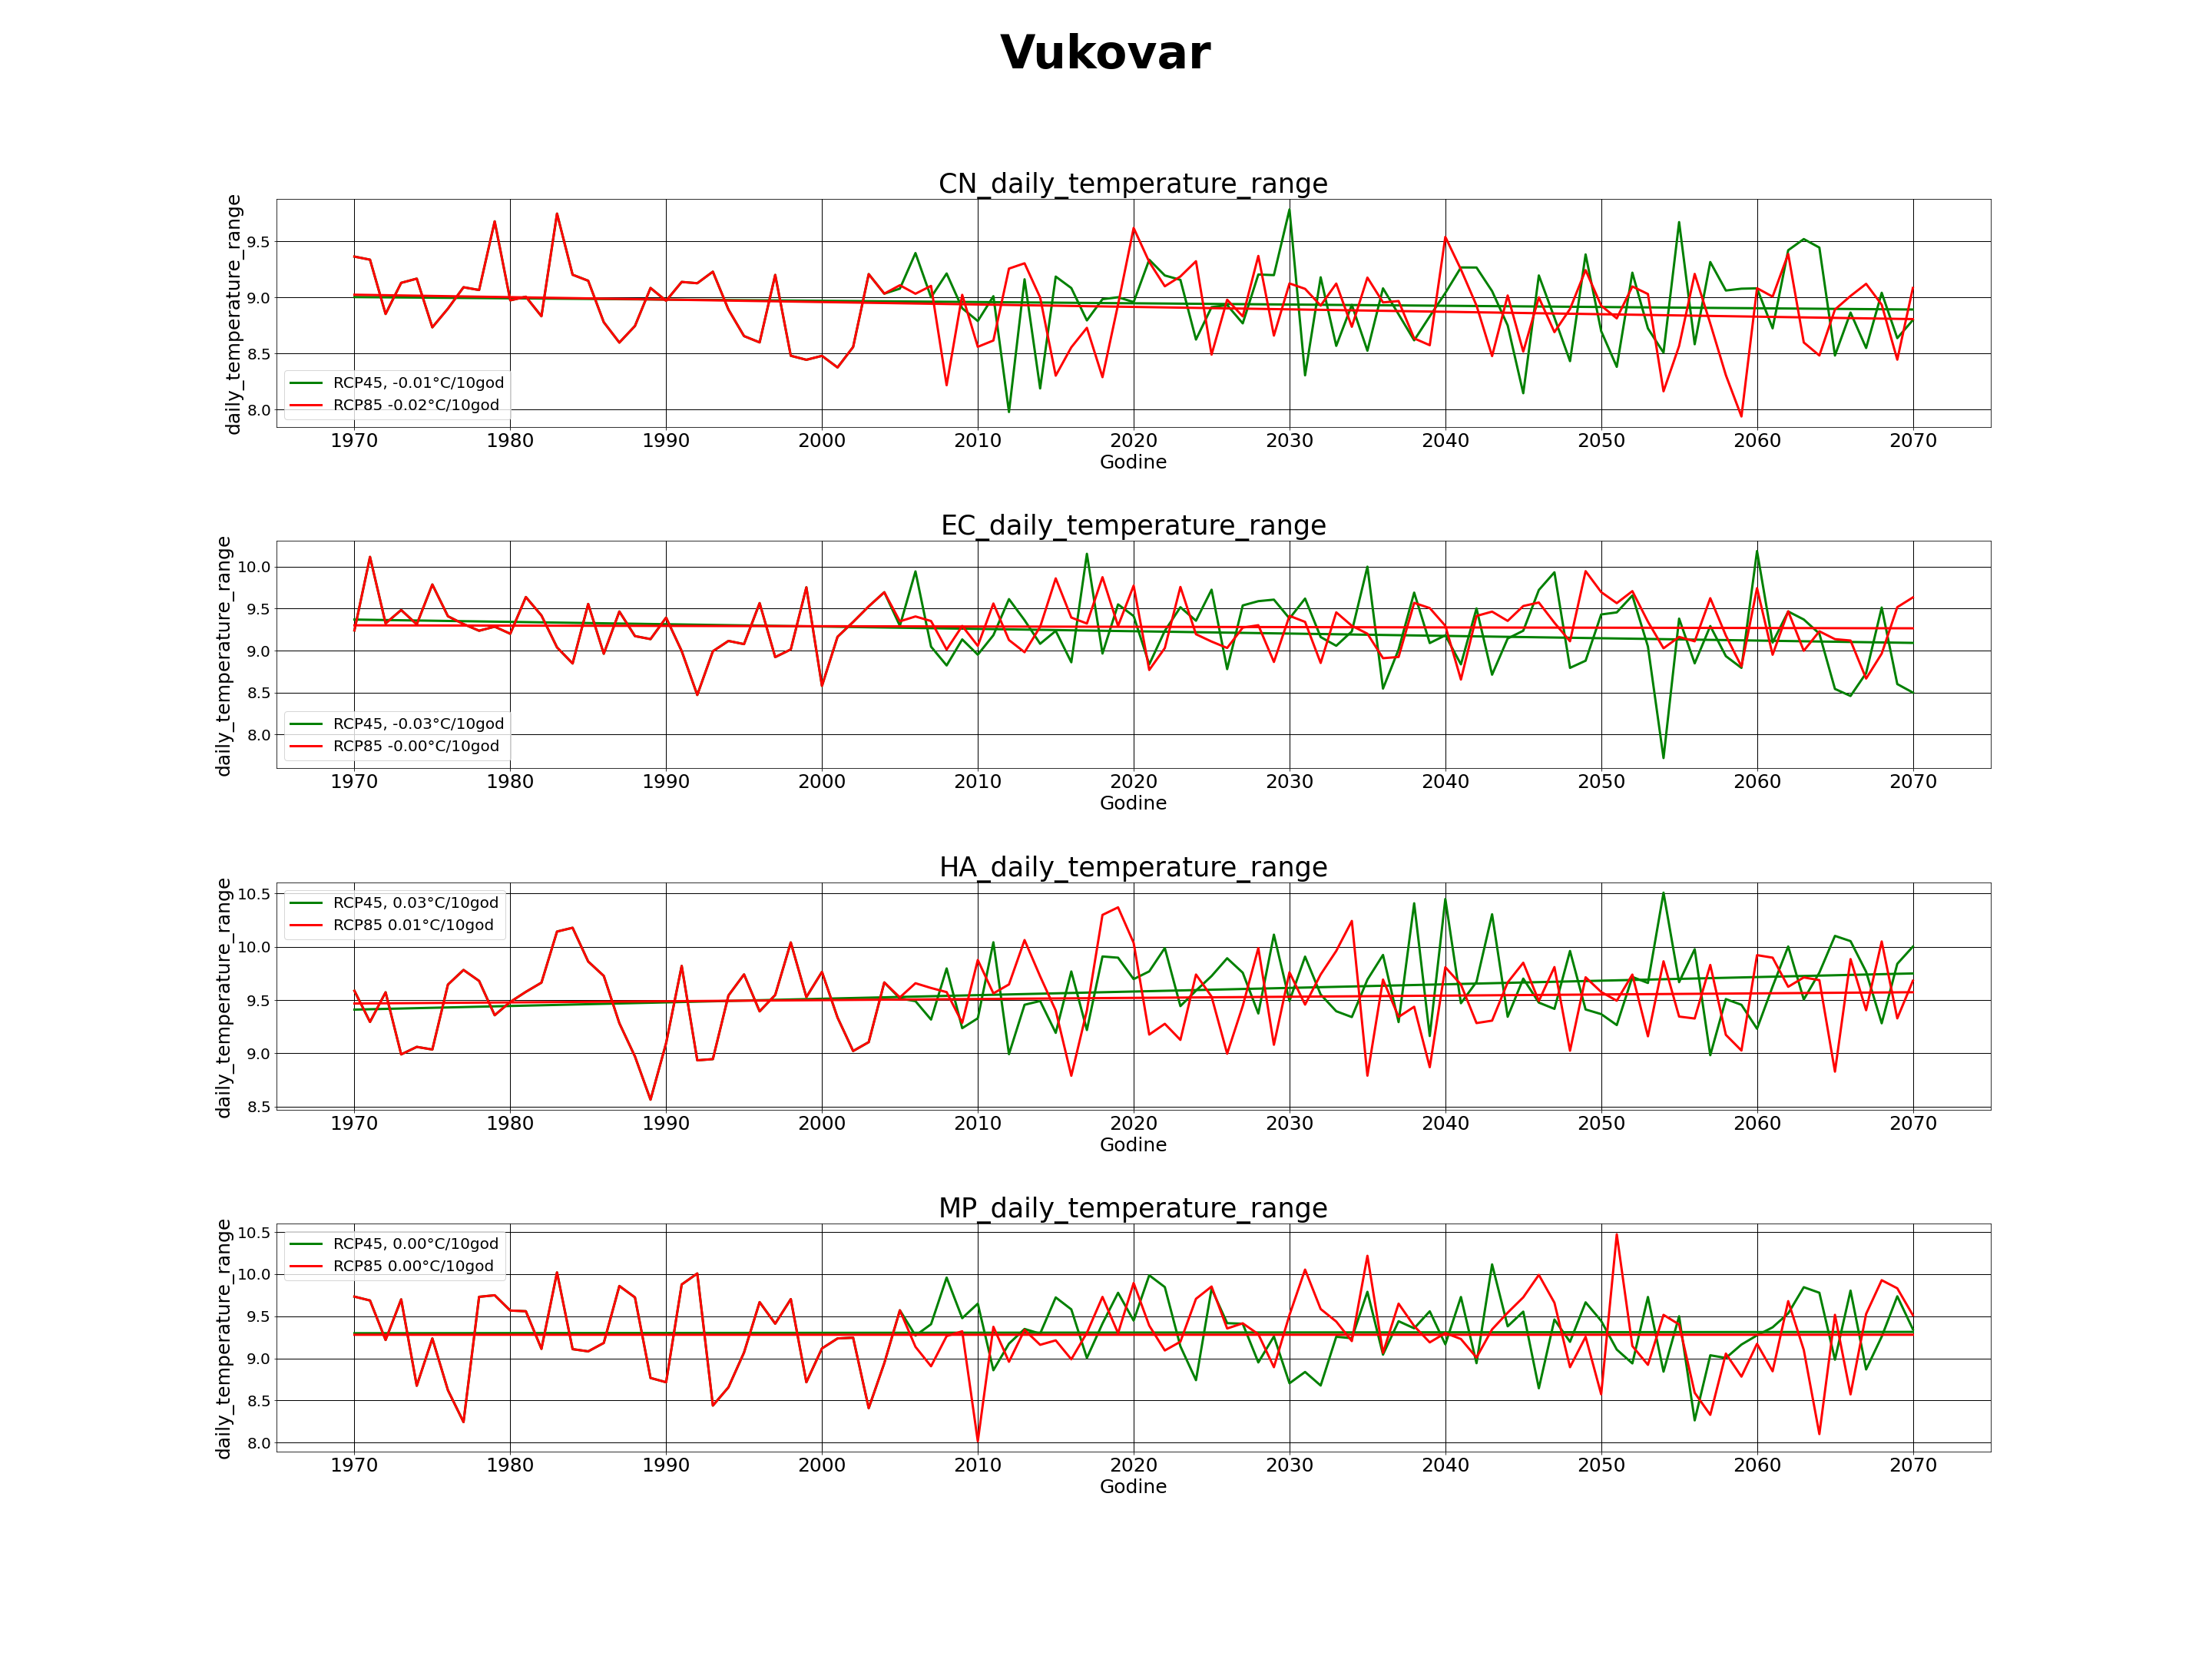 Vukovar
CN_daily_temperature_range
daily_temperature_range
9.5
9.0
8.5
8.0
RCP45, -0.01°C/10god
RCP85 -0.02°C/10god
1970 1980 1990 2000 2010 2020 2030 2040 2050 2060 2070
Godine
EC_daily_temperature_range
daily_temperature_range
10.0
9.5
9.0
8.5
8.0
RCP45, -0.03°C/10god
RCP85 -0.00°C/10god
1970 1980 1990 2000 2010 2020 2030 2040 2050 2060 2070
Godine
HA_daily_temperature_range
daily_temperature_range
10.5
10.0
9.5
9.0
8.5
RCP45, 0.03°C/10god
RCP85 0.01°C/10god
1970 1980 1990 2000 2010 2020 2030 2040 2050 2060 2070
Godine
MP_daily_temperature_range
daily_temperature_range
10.5
10.0
9.5
9.0
8.5
8.0
RCP45, 0.00°C/10god
RCP85 0.00°C/10god
1970 1980 1990 2000 2010 2020 2030 2040 2050 2060 2070
Godine